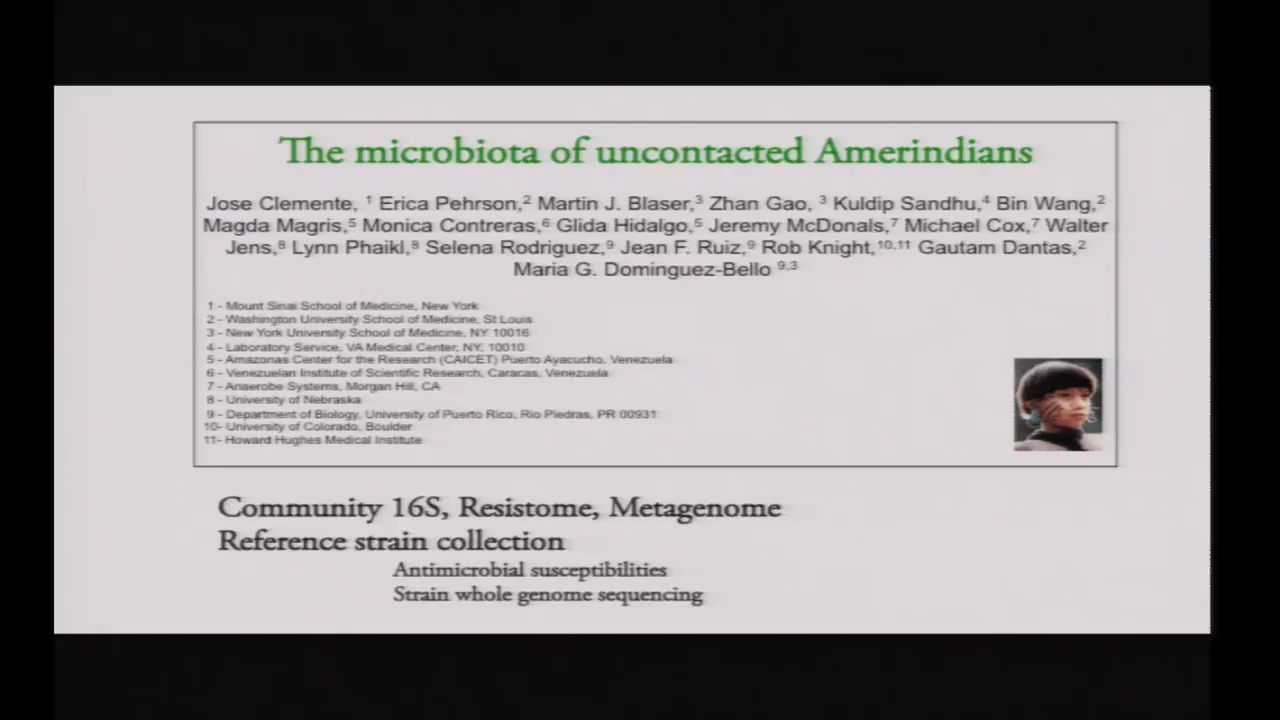 The microbiota of uncontacted Amerindians
Jose Clemente, ¹ Erica Pehrson,² Martin J. Blaser,³ Zhan Gao, ³ Kuldip Sandhu,⁴ Bin Wang,²
Magda Magris,⁵ Monica Contreras,⁶ Glida Hidalgo,⁵ Jeremy McDonals,⁷ Michael Cox,⁷ Walter
Jens,⁸ Lynn Phaikl,⁸ Selena Rodriguez,⁹ Jean F. Ruiz,⁹ Rob Knight,¹⁰,¹¹ Gautam Dantas,²
Maria G. Dominguez-Bello ⁹,³
1 - Mount Sinai School of Medicine, New York
2 - Washington University School of Medicine, St Louis
3 - New York University School of Medicine, NY 10016
4 - Laboratory Service, VA Medical Center, NY, 10010
5 - Amazonas Center for the Research (CAICET) Puerto Ayacucho, Venezuela
6 - Venezuelan Institute of Scientific Research, Caracas, Venezuela
7 - Anaerobe Systems, Morgan Hill, CA
8 - University of Nebraska
9 - Department of Biology, University of Puerto Rico, Rio Piedras, PR 00931
10- University of Colorado, Boulder
11- Howard Hughes Medical Institute
Community 16S, Resistome, Metagenome
Reference strain collection
Antimicrobial susceptibilities
Strain whole genome sequencing